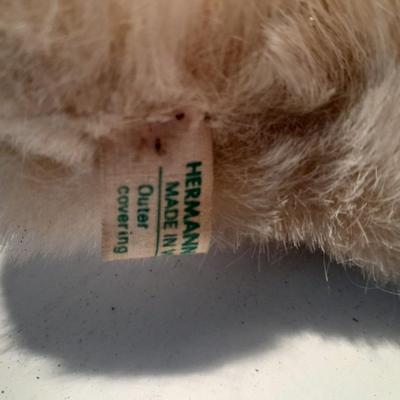 HERMANN
MADE IN W
Outer
covering